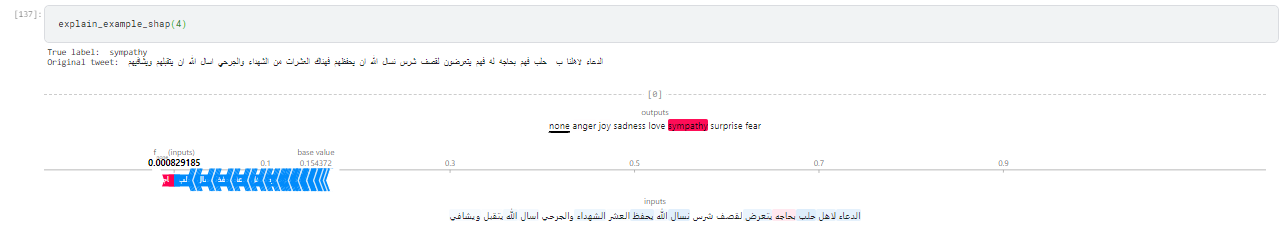 [137]:
explain_example_shap(4)
True label:  sympathy
Original tweet:  الدعاء لاهلنا ب  حلب فهم بحاجه له فهم يتعرضون لقصف شرس نسال الله ان يحفظهم فهناك العشرات من الشهداء والجرحي اسال الله ان يتقبلهم ويشافيهم
[0]
outputs
none anger joy sadness love sympathy surprise fear
f (inputs)
base value
0.000829185
0.1
0.154372
0.3
0.5
0.7
0.9
inputs
الدعاء لاهل حلب بحاجه يتعرض لقصف شرس نسال الله يحفظ العشر الشهداء والجرحي اسال الله يتقبل ويشافي